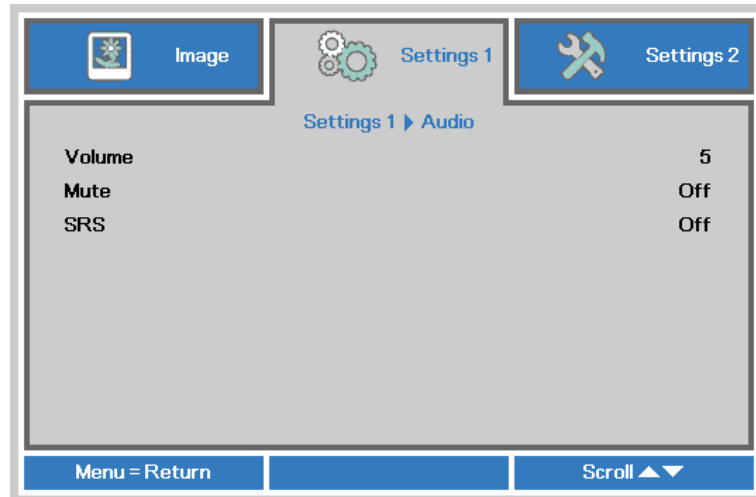 Image Settings 1 Settings 2
Settings 1 ▶ Audio
Volume 5
Mute Off
SRS Off
Menu = Return Scroll ▲▼